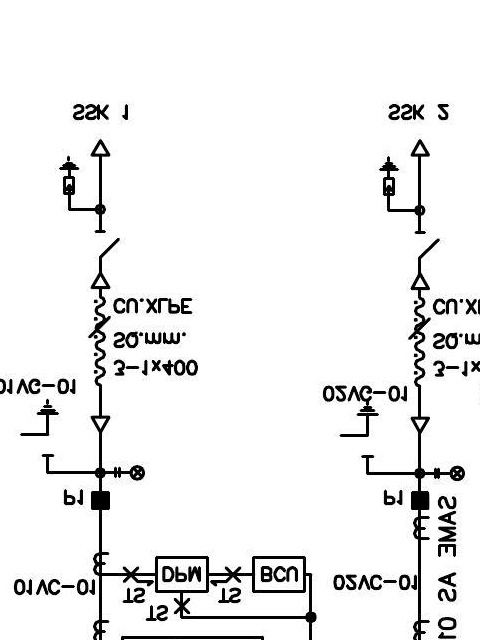 SSK 1
SSK 2
CU.XLPE
SQ.mm.
3-1x400
CU.XL
SQ.m
3-1x
01VC-01
02VC-01
P1
P1
SAME AS 01
DPM
BCU
01VC-01
02VC-01
TS
TS
TS